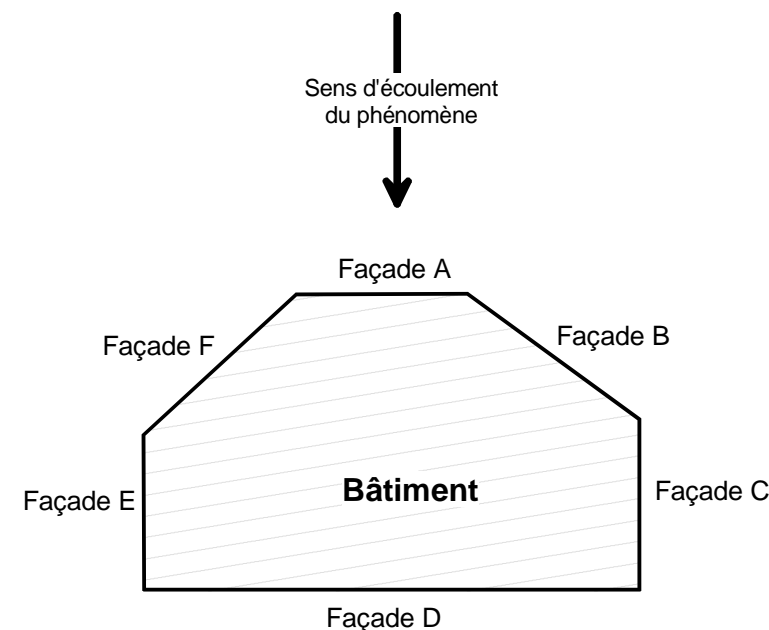 Sens d'écoulement
du phénomène
Façade A
Façade B
Façade F
Bâtiment
Façade E
Façade C
Façade D